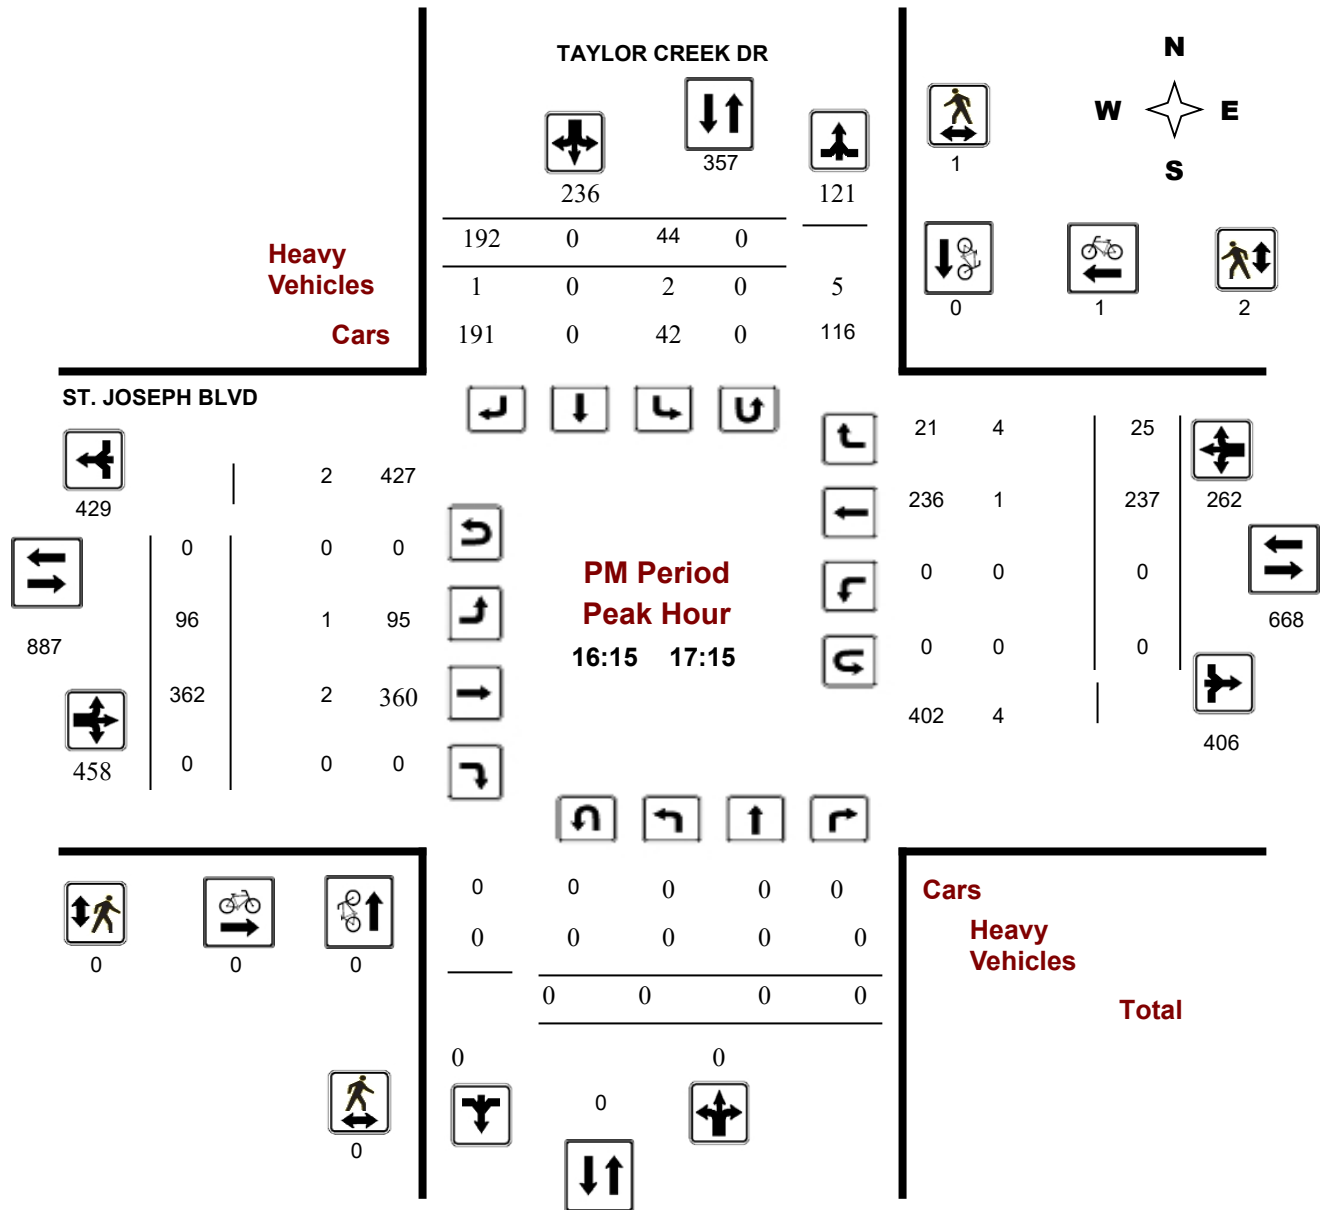 TAYLOR CREEK DR
N
W E
S
357
1
236 121
192 0 44 0
Heavy
Vehicles
1 0 2 0 5
0 1 2
Cars 191 0 42 0 116
ST. JOSEPH BLVD
21 4 25
2 427
429
236 1 237 262
0 0 0
PM Period
0 0 0
Peak Hour
96 1 95
668
887
16:15 17:15
0 0 0
362 2 360
402 4
406
458 0 0 0
0 0 0 0 0
Cars
0 0 0 0 0
Heavy
Vehicles
0 0 0
0 0 0 0
Total
0 0
0
0